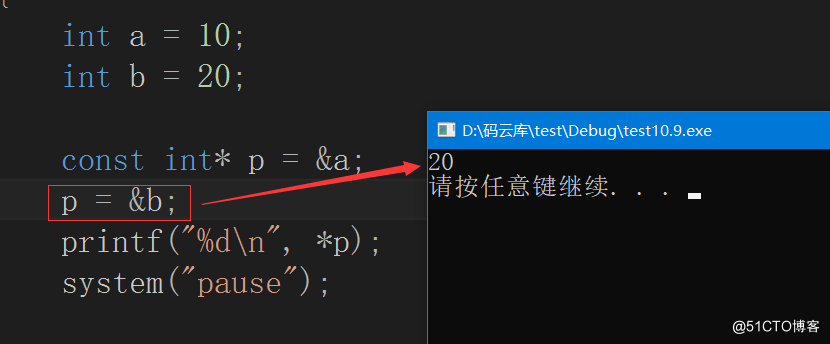 int a = 10;
int b = 20;
const int* p = &a;
p = &b;
printf("%d\n", *p);
system("pause");
D:\码云库\test\Debug\test10.9.exe
20
请按任意键继续. . .
@51CTO博客